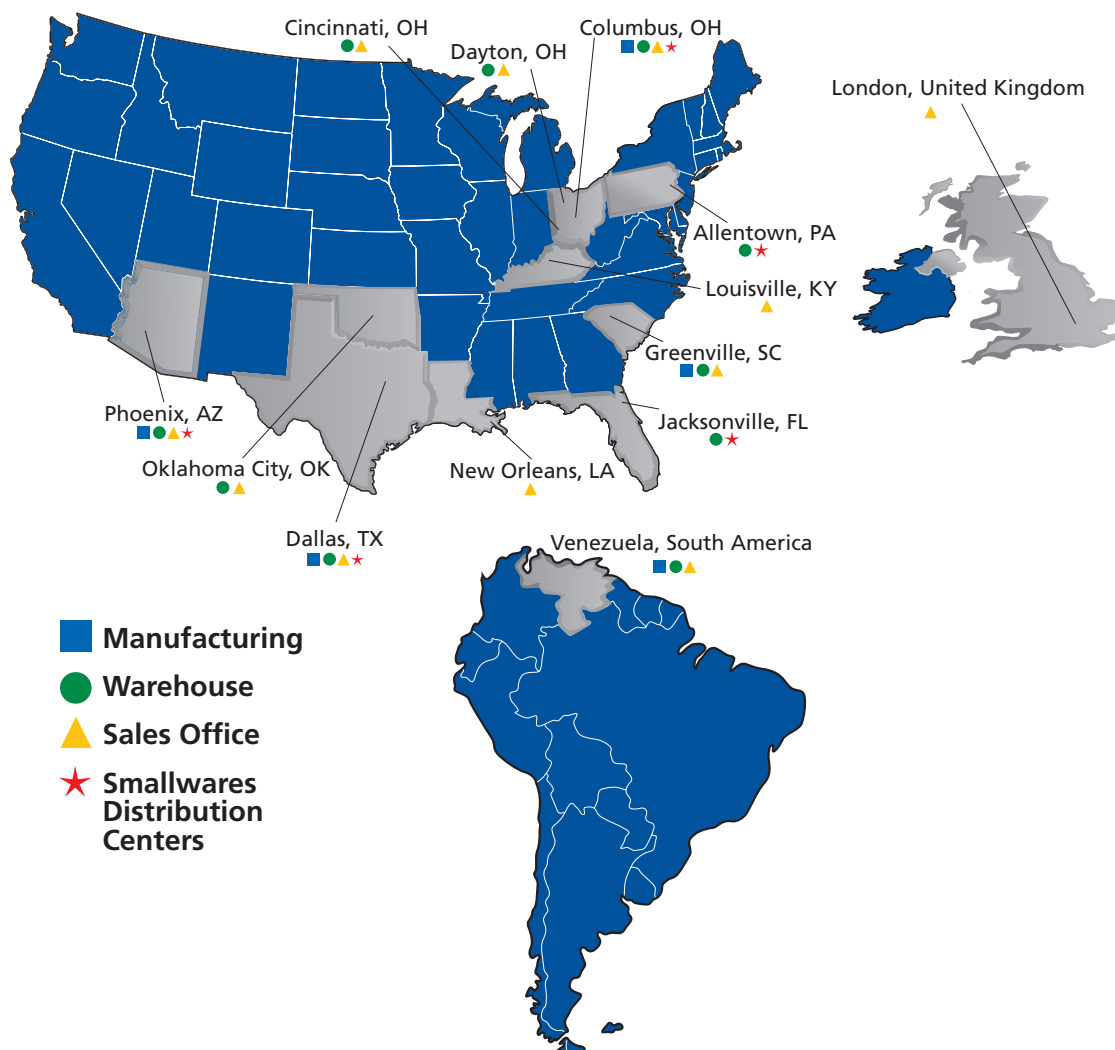 Cincinnati, OH
Dayton, OH
Columbus, OH
London, United Kingdom
Allentown, PA
Louisville, KY
Greenville, SC
Phoenix, AZ
Jacksonville, FL
Oklahoma City, OK
New Orleans, LA
Dallas, TX
Venezuela, South America
Manufacturing
Warehouse
Sales Office
Smallwares
Distribution
Centers